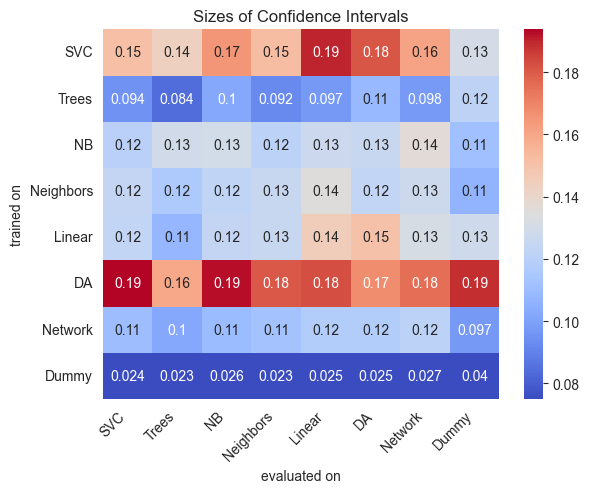 Sizes of Confidence Intervals
SVC 0.15 0.14 0.17 0.15 0.19 0.18 0.16 0.13
Trees 0.094 0.084 0.1 0.092 0.097 0.11 0.098 0.12
NB 0.12 0.13 0.13 0.12 0.13 0.13 0.14 0.11
Neighbors 0.12 0.12 0.12 0.13 0.14 0.12 0.13 0.11
Linear 0.12 0.11 0.12 0.13 0.14 0.15 0.13 0.13
DA 0.19 0.16 0.19 0.18 0.18 0.17 0.18 0.19
Network 0.11 0.1 0.11 0.11 0.12 0.12 0.12 0.097
Dummy 0.024 0.023 0.026 0.023 0.025 0.025 0.027 0.04
trained on
SVC Trees NB Neighbors Linear DA Network Dummy
evaluated on
0.18
0.16
0.14
0.12
0.10
0.08